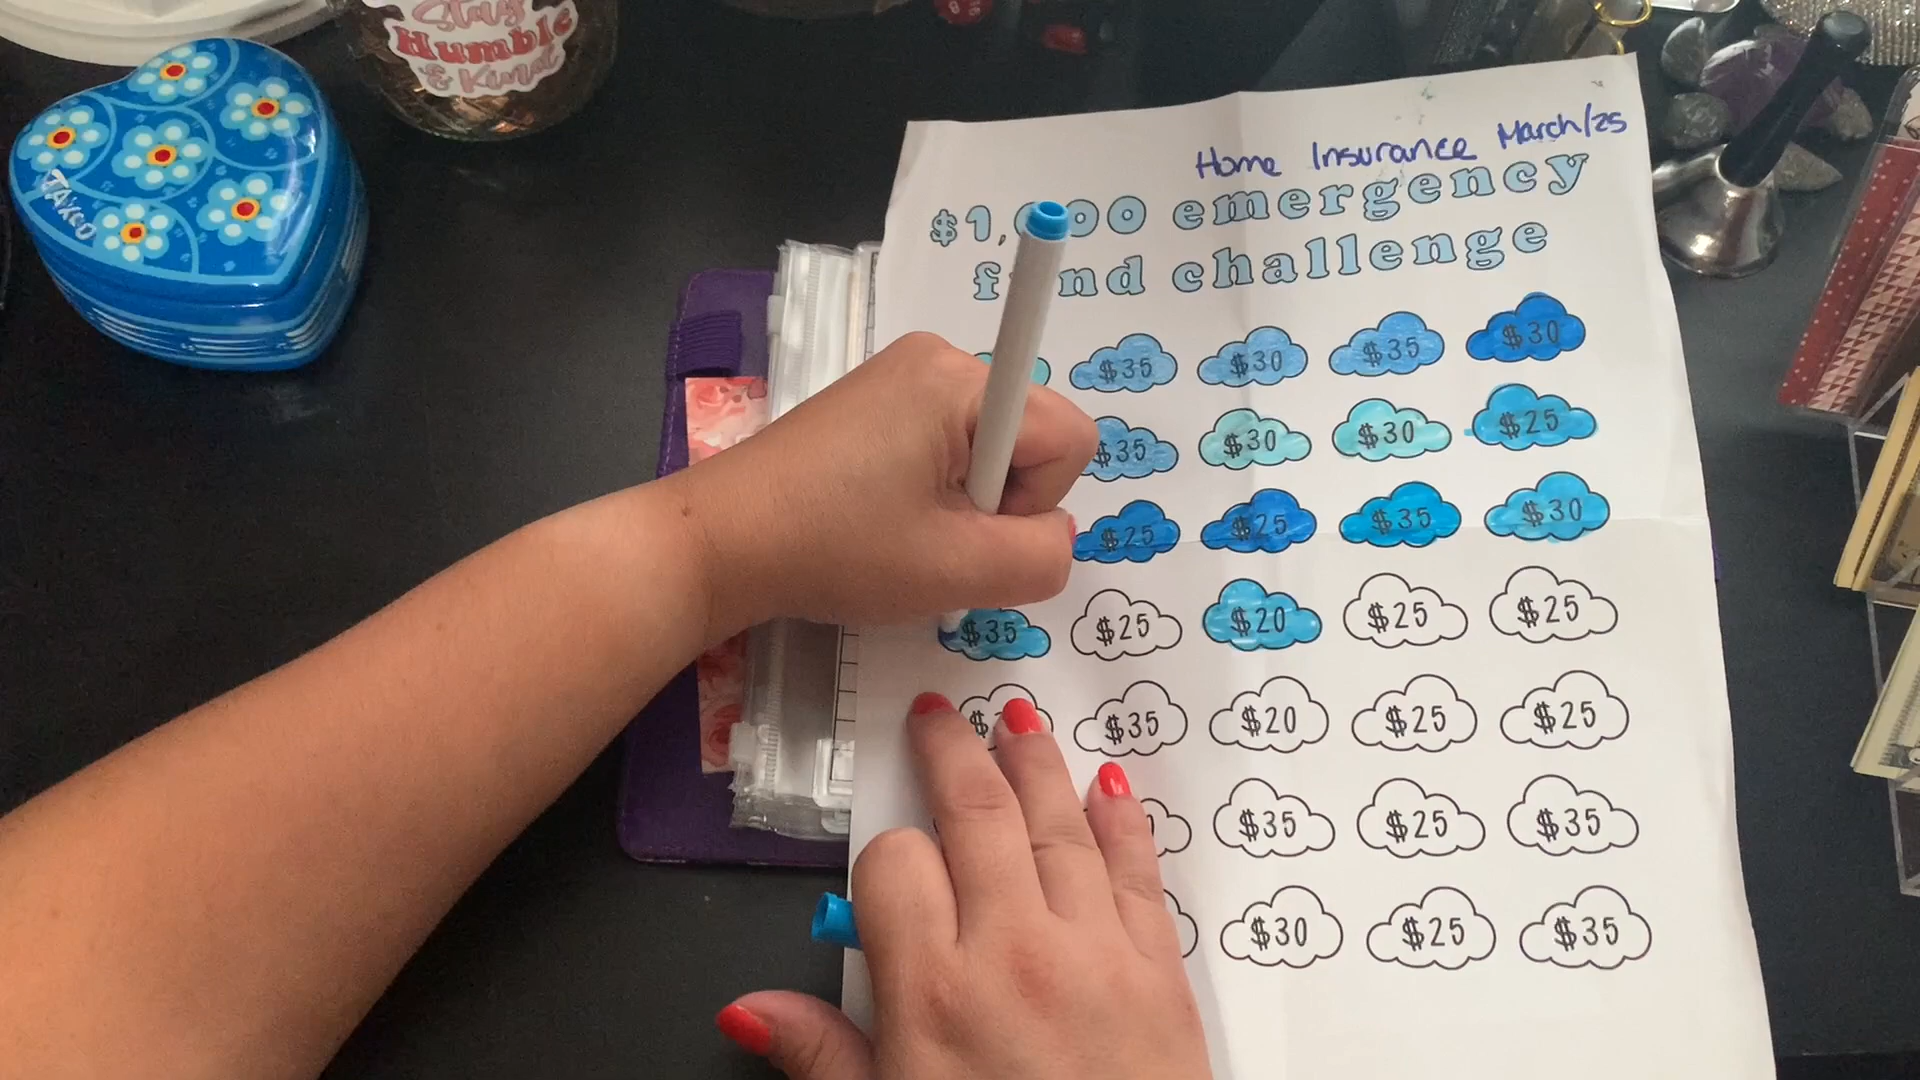 Stay
Humble
& Kind
TAXCO
Home Insurance March/25
$1,000 emergency
fund challenge
$35 $30 $35 $30
$35 $30 $30 $25
$25 $25 $35 $30
$35 $25 $20 $25 $25
$35 $20 $25 $25
$35 $25 $35
$30 $25 $35